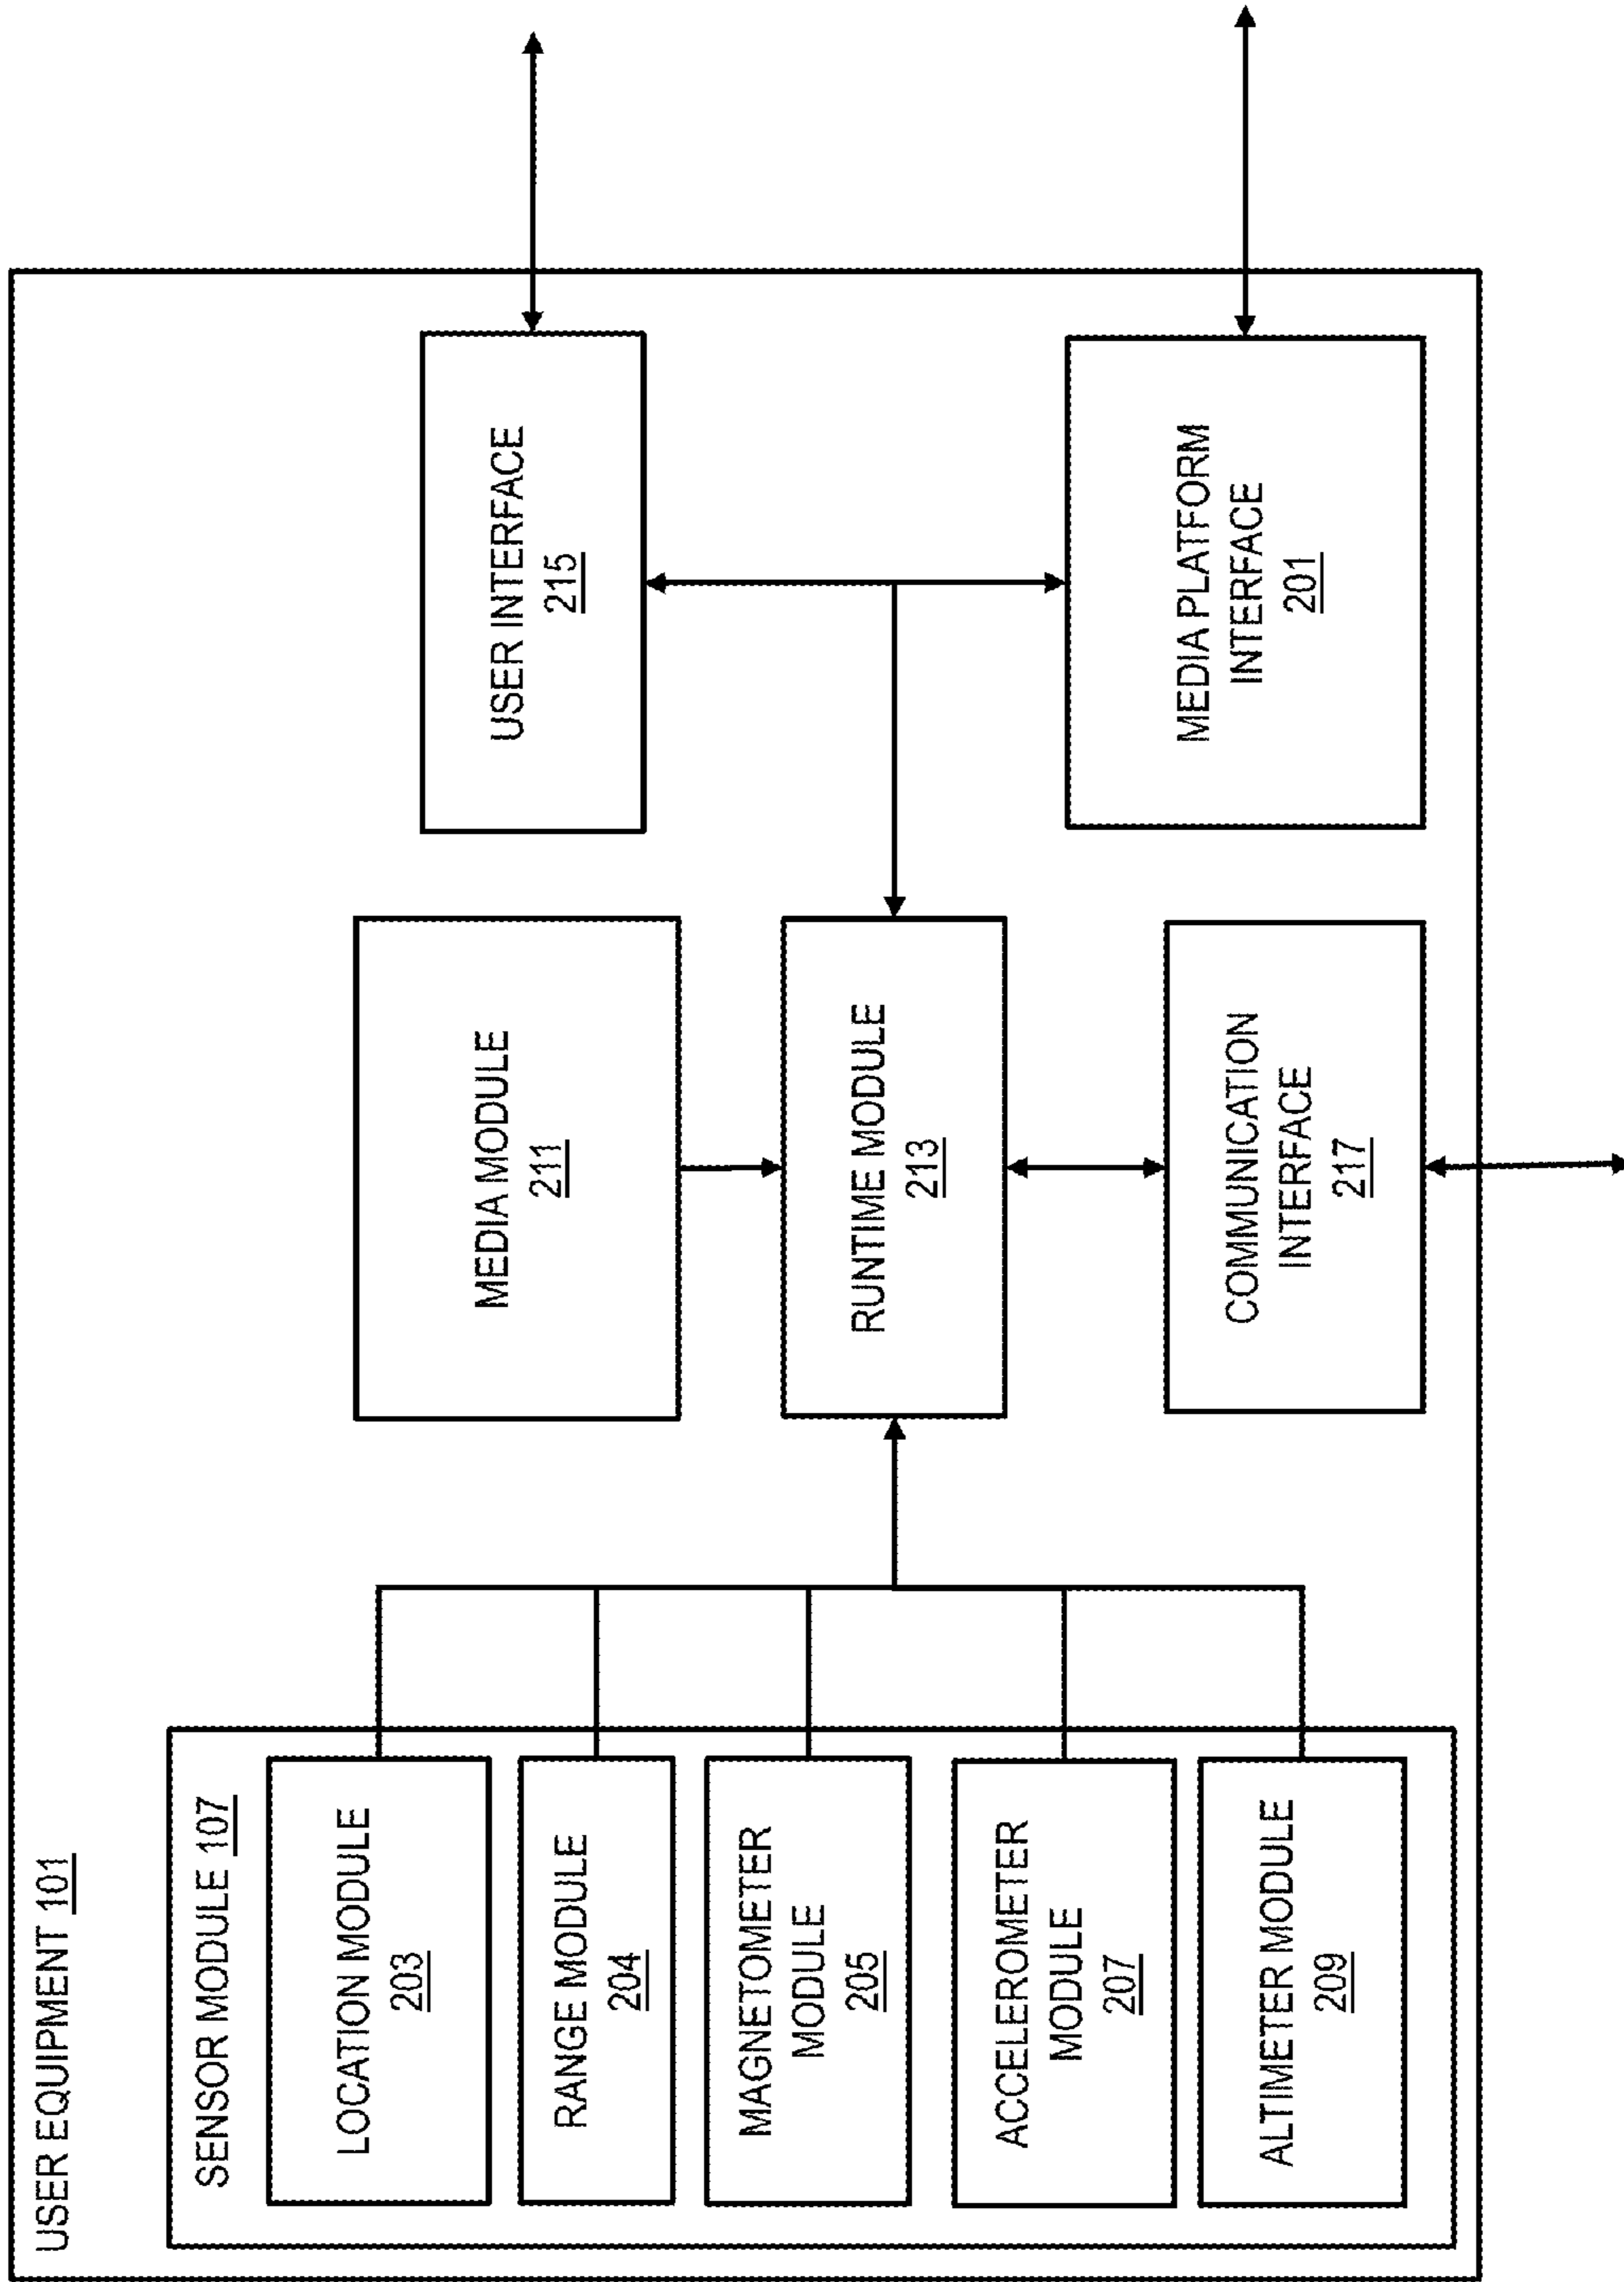 USER EQUIPMENT 101
SENSOR MODULE 107
LOCATION MODULE
203
RANGE MODULE
204
MAGNETOMETER
MODULE
205
ACCELEROMETER
MODULE
207
ALTIMETER MODULE
209
MEDIA MODULE
211
RUNTIME MODULE
213
COMMUNICATION
INTERFACE
217
USER INTERFACE
215
MEDIA PLATFORM
INTERFACE
201